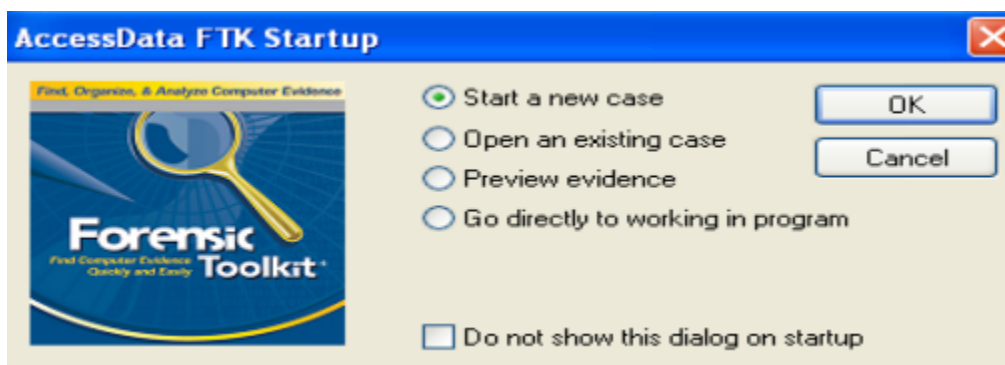 AccessData FTK Startup
Find, Organize, & Analyze Computer Evidence
Forensic
Find Computer Evidence
Quickly and Easily
Toolkit
Start a new case
Open an existing case
Preview evidence
Go directly to working in program
Do not show this dialog on startup
OK
Cancel